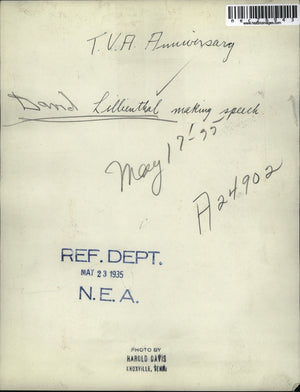 T.V.A. Anniversary
David Lillienthal making speech
May 17-35
A24902
REF. DEPT.
MAY 23 1935
N.E.A.
PHOTO BY
HAROLD DAVIS
KNOXVILLE, TENN.